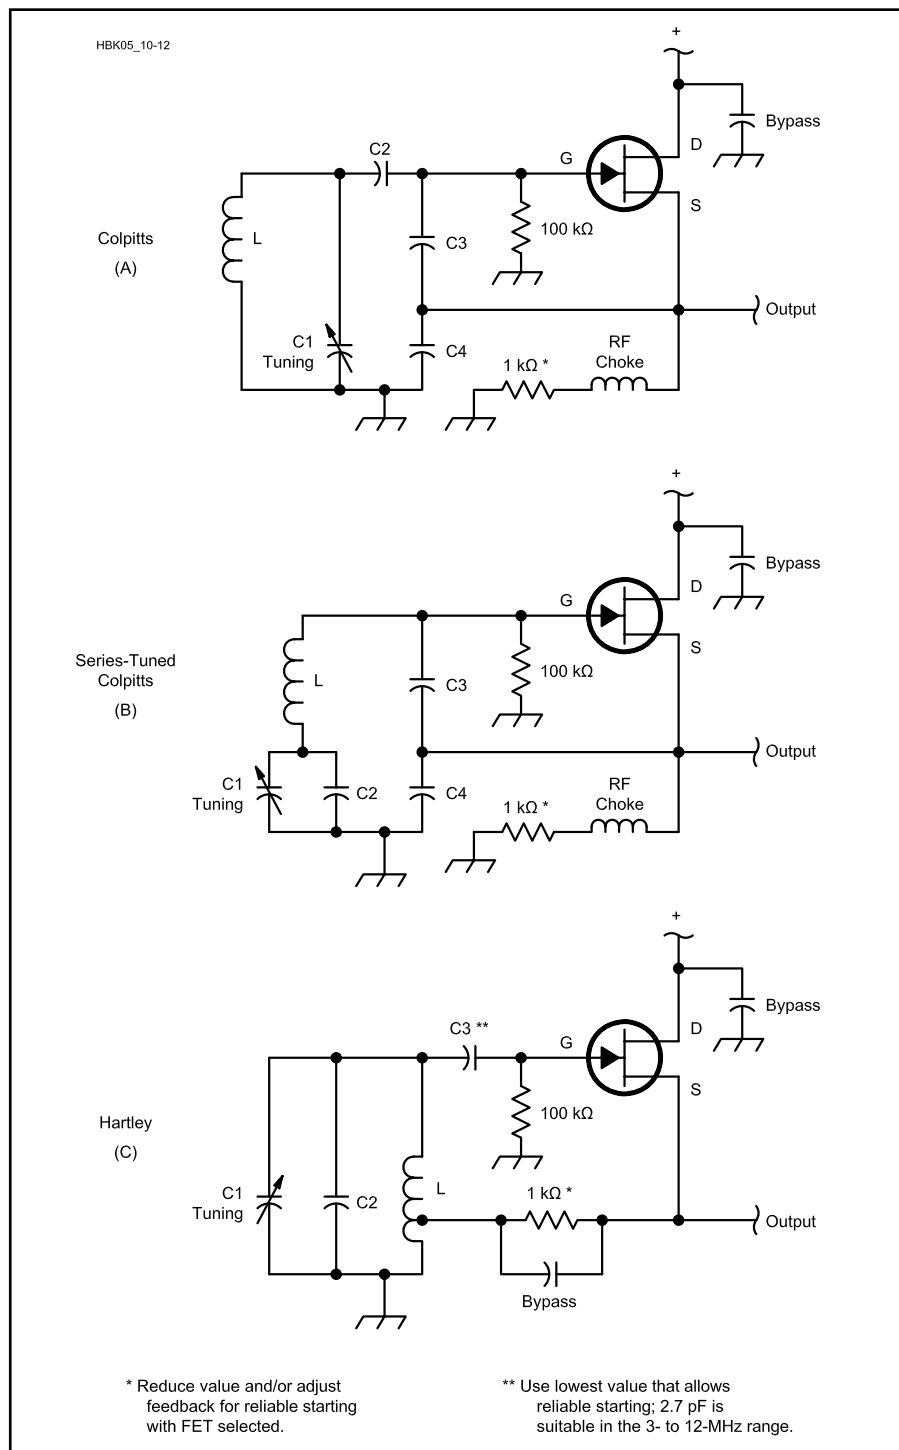 HBK05_10-12
+
Bypass
D
C2
G
S
100 kΩ
L
C3
Colpitts
(A)
Output
C1
Tuning
C4
1 kΩ *
RF
Choke
+
Bypass
D
G
S
Series-Tuned
Colpitts
(B)
L
C3
100 kΩ
Output
C1
Tuning
C2
C4
1 kΩ *
RF
Choke
+
Bypass
D
C3 **
G
S
100 kΩ
Hartley
(C)
C1
Tuning
C2
L
1 kΩ *
Output
Bypass
* Reduce value and/or adjust
feedback for reliable starting
with FET selected.
** Use lowest value that allows
reliable starting; 2.7 pF is
suitable in the 3- to 12-MHz range.